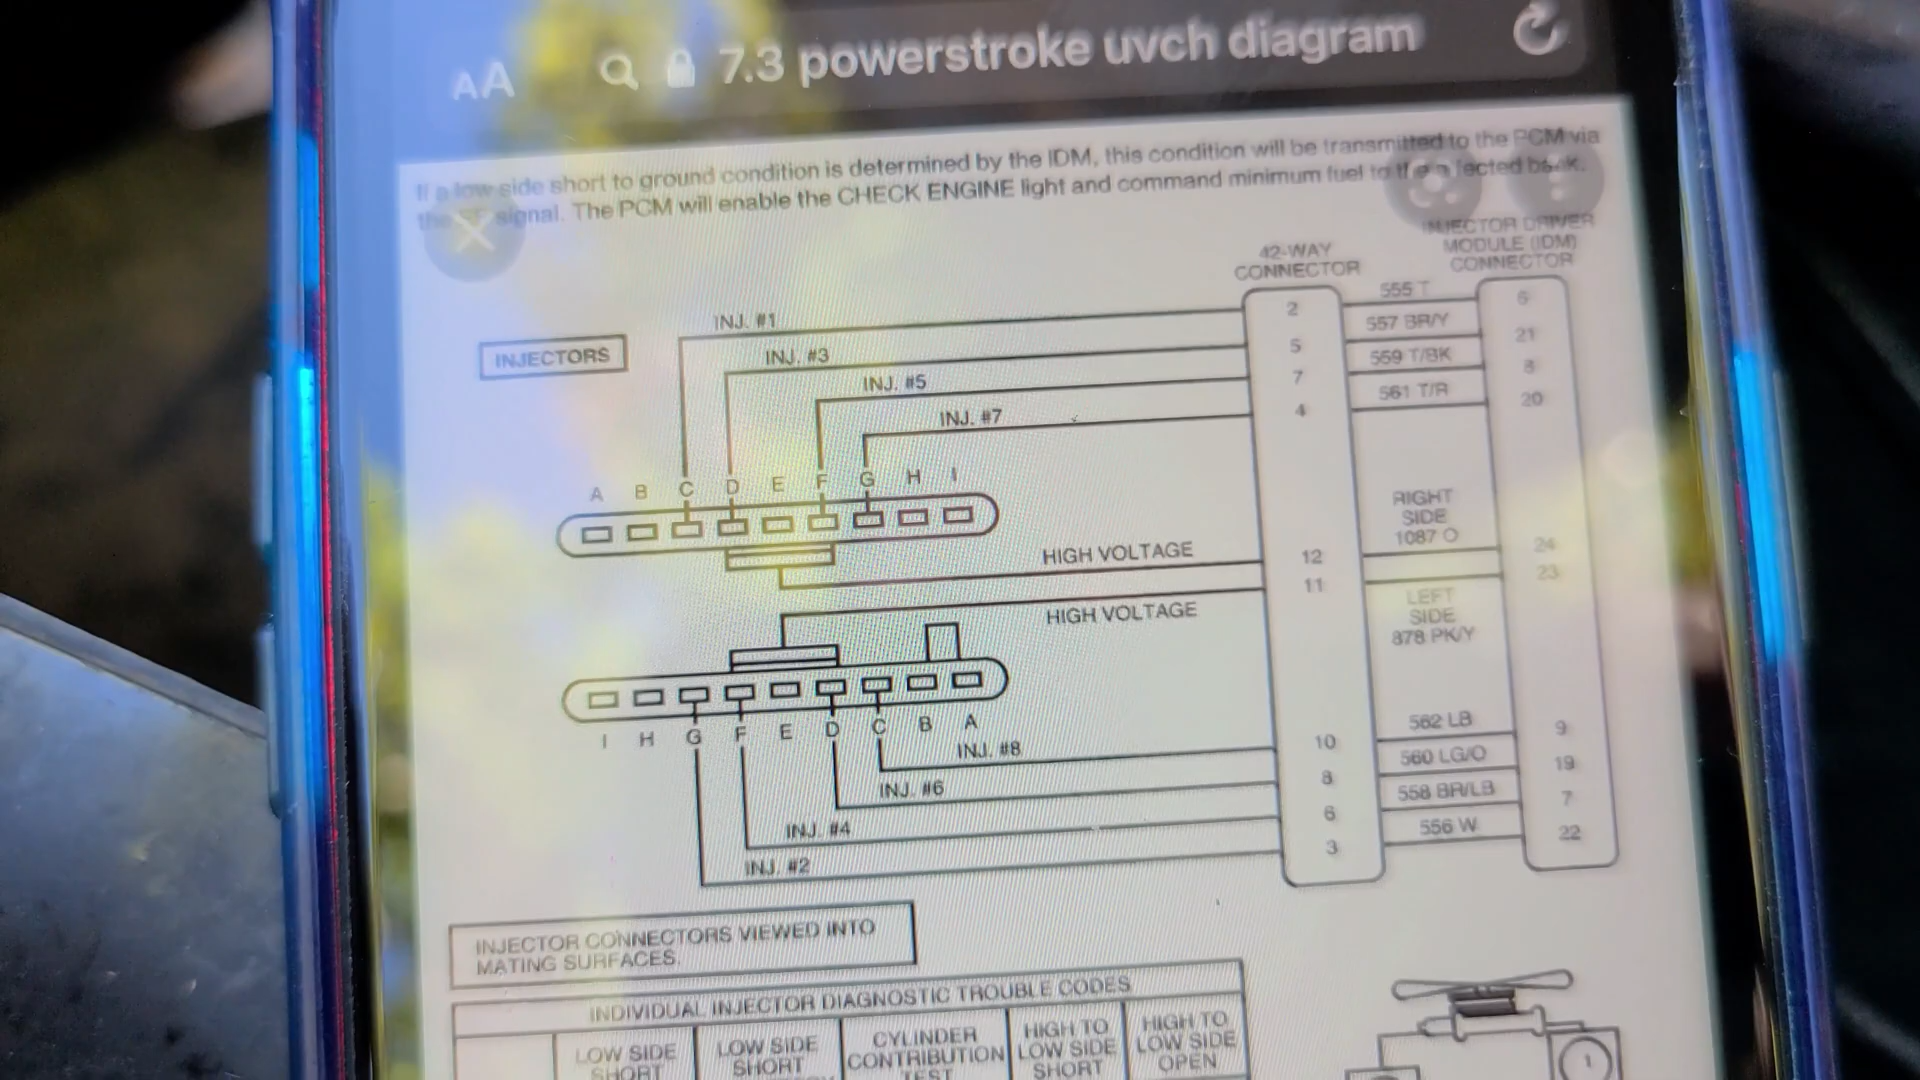 AA 7.3 powerstroke uvch diagram
If a low side short to ground condition is determined by the IDM, this condition will be transmitted to the PCM via
the EF signal. The PCM will enable the CHECK ENGINE light and command minimum fuel to the affected bank.
INJECTOR DRIVER
MODULE (IDM)
CONNECTOR
42-WAY
CONNECTOR
INJECTORS
INJ. #1 2 555 T 6
INJ. #3 5 557 BR/Y 21
INJ. #5 7 559 T/BK 8
INJ. #7 4 561 T/R 20
A B C D E F G H I
RIGHT
SIDE
1087 O
HIGH VOLTAGE 12 24
11 23
HIGH VOLTAGE
LEFT
SIDE
878 PK/Y
I H G F E D C B A
INJ. #8 10 562 LB 9
INJ. #6 8 560 LG/O 19
INJ. #4 6 558 BR/LB 7
INJ. #2 3 556 W 22
INJECTOR CONNECTORS VIEWED INTO
MATING SURFACES.
INDIVIDUAL INJECTOR DIAGNOSTIC TROUBLE CODES
LOW SIDE
SHORT
LOW SIDE
SHORT
CYLINDER
CONTRIBUTION
TEST
HIGH TO
LOW SIDE
SHORT
HIGH TO
LOW SIDE
OPEN
1